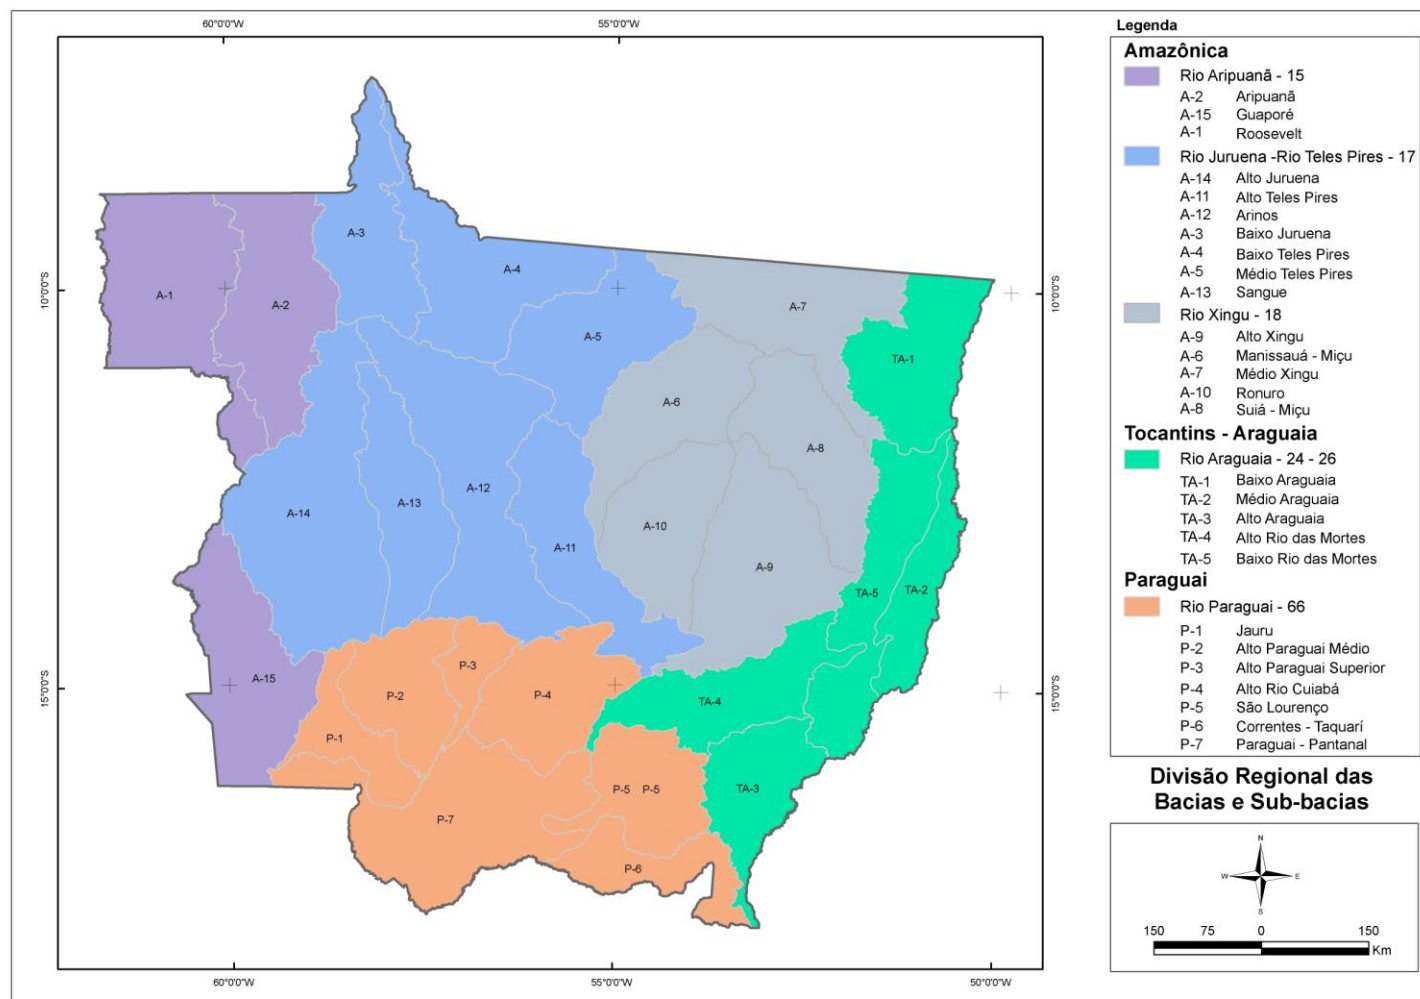 60°0'0"W
55°0'0"W
Legenda
Amazônica
Rio Aripuanã - 15
A-2 Aripuanã
A-15 Guaporé
A-1 Roosevelt
Rio Juruena -Rio Teles Pires - 17
A-14 Alto Juruena
A-11 Alto Teles Pires
A-12 Arinos
A-3 Baixo Juruena
A-4 Baixo Teles Pires
A-5 Médio Teles Pires
A-13 Sangue
Rio Xingu - 18
A-9 Alto Xingu
A-6 Manissauá - Miçu
A-7 Médio Xingu
A-10 Ronuro
A-8 Suiá - Miçu
Tocantins - Araguaia
Rio Araguaia - 24 - 26
TA-1 Baixo Araguaia
TA-2 Médio Araguaia
TA-3 Alto Araguaia
TA-4 Alto Rio das Mortes
TA-5 Baixo Rio das Mortes
Paraguai
Rio Paraguai - 66
P-1 Jauru
P-2 Alto Paraguai Médio
P-3 Alto Paraguai Superior
P-4 Alto Rio Cuiabá
P-5 São Lourenço
P-6 Correntes - Taquarí
P-7 Paraguai - Pantanal
Divisão Regional das
Bacias e Sub-bacias
N
W E
S
150 75 0 150
Km
A-3
A-4
10°0'0"S
10°0'0"S
A-1
A-2
A-7
A-5
TA-1
A-6
A-8
A-12
A-13
A-14
A-10
A-11
A-9
TA-5
TA-2
A-15
P-3
P-2
P-4
TA-4
15°0'0"S
15°0'0"S
P-1
P-5 P-5
TA-3
P-7
P-6
60°0'0"W
55°0'0"W
50°0'0"W